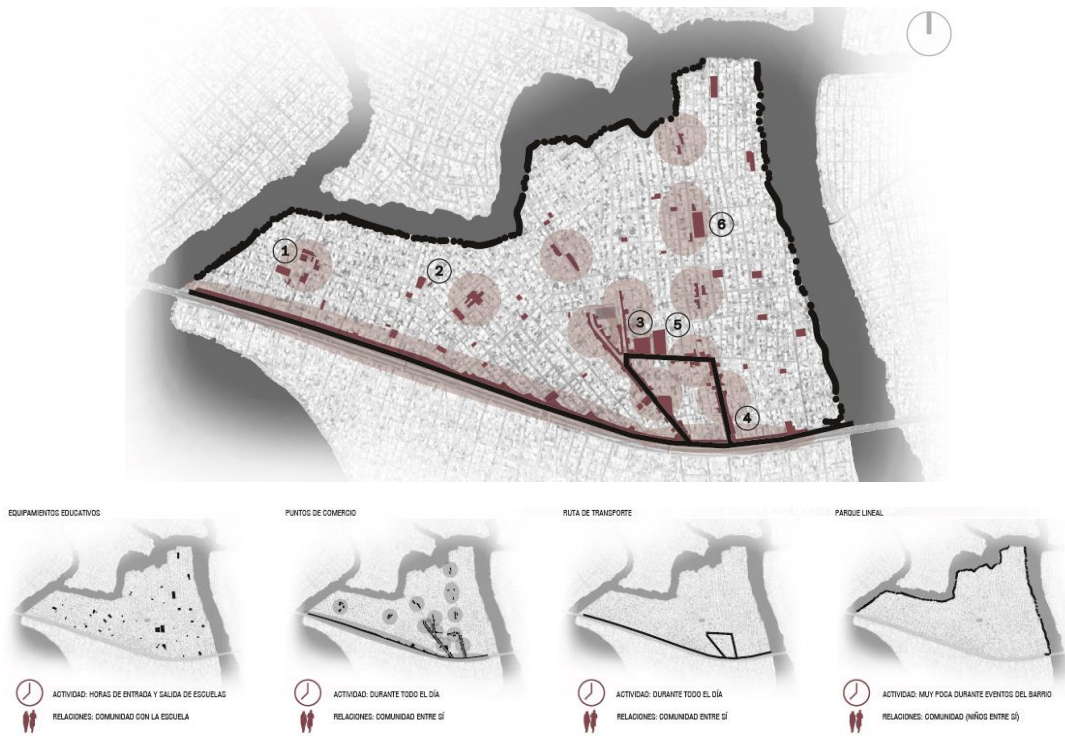 1
2
3
4
5
6
EQUIPAMIENTOS EDUCATIVOS
ACTIVIDAD: HORAS DE ENTRADA Y SALIDA DE ESCUELAS
RELACIONES: COMUNIDAD CON LA ESCUELA
PUNTOS DE COMERCIO
ACTIVIDAD: DURANTE TODO EL DÍA
RELACIONES: COMUNIDAD ENTRE SÍ
RUTA DE TRANSPORTE
ACTIVIDAD: DURANTE TODO EL DÍA
RELACIONES: COMUNIDAD ENTRE SÍ
PARQUE LINEAL
ACTIVIDAD: MUY POCA DURANTE EVENTOS DEL BARRIO
RELACIONES: COMUNIDAD (NIÑOS ENTRE SÍ)